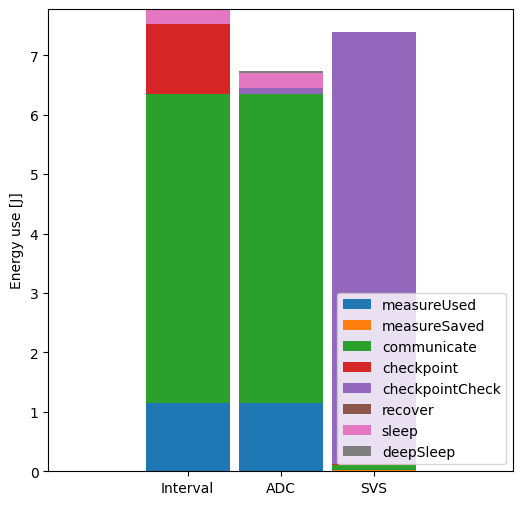 Energy use [J]
7
6
5
4
3
2
1
0
measureUsed
measureSaved
communicate
checkpoint
checkpointCheck
recover
sleep
deepSleep
Interval
ADC
SVS